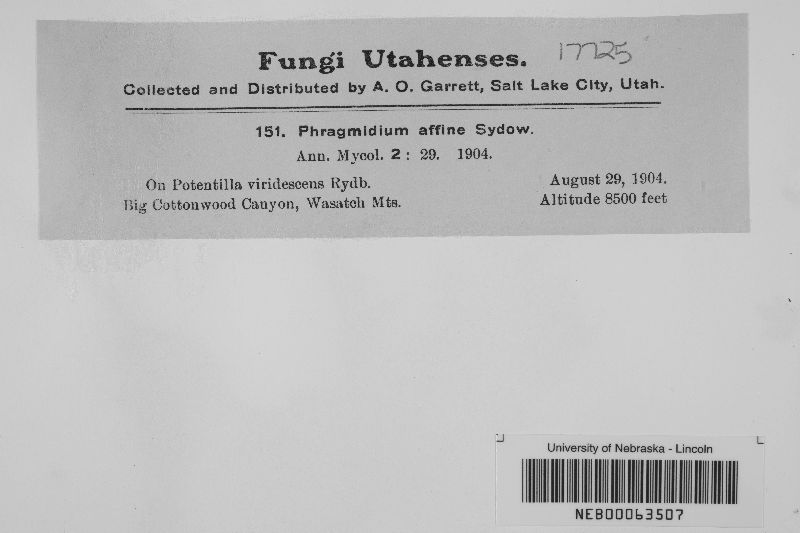 Fungi Utahenses. 17725
Collected and Distributed by A. O. Garrett, Salt Lake City, Utah.
151. Phragmidium affine Sydow.
Ann. Mycol. 2: 29. 1904.
On Potentilla viridescens Rydb. August 29, 1904.
Big Cottonwood Canyon, Wasatch Mts. Altitude 8500 feet
University of Nebraska - Lincoln
NEB00063507